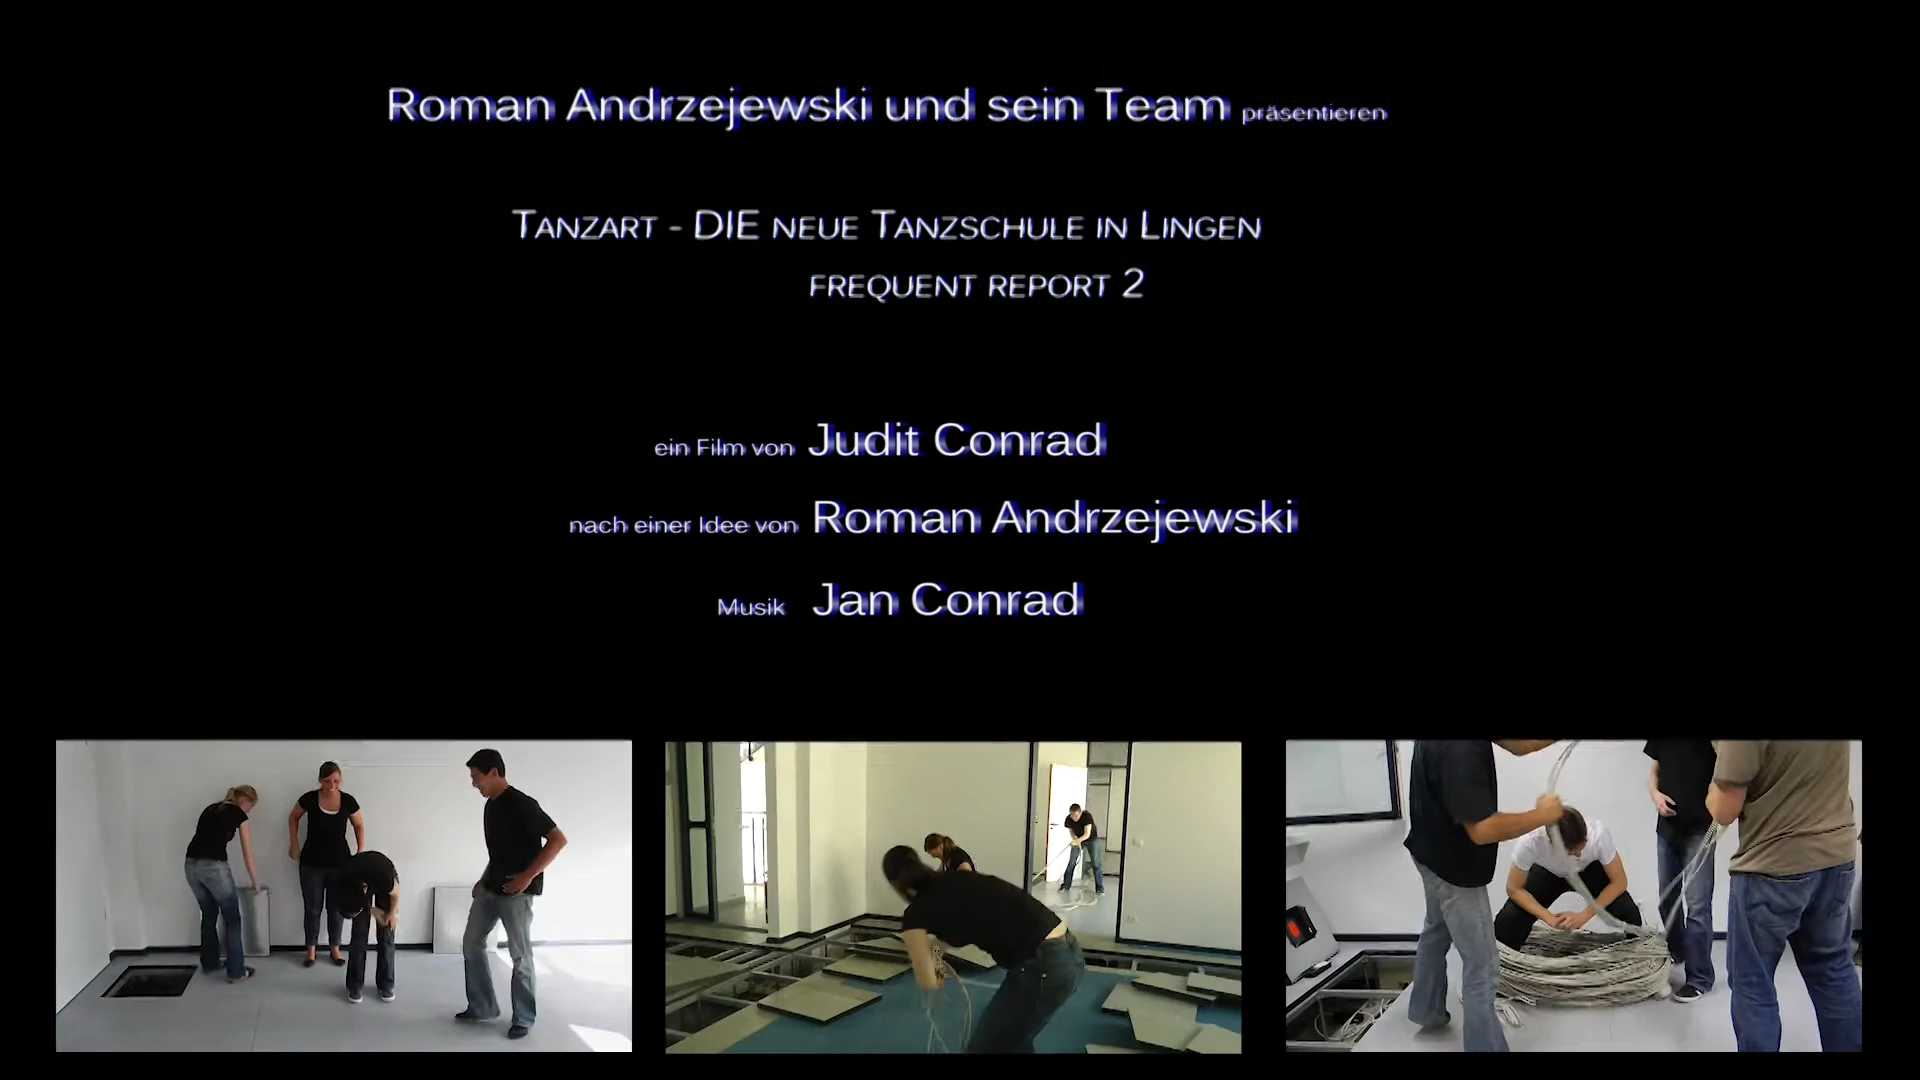 Roman Andrzejewski und sein Team präsentieren
TANZART - DIE NEUE TANZSCHULE IN LINGEN
FREQUENT REPORT 2
ein Film von Judit Conrad
nach einer Idee von Roman Andrzejewski
Musik Jan Conrad